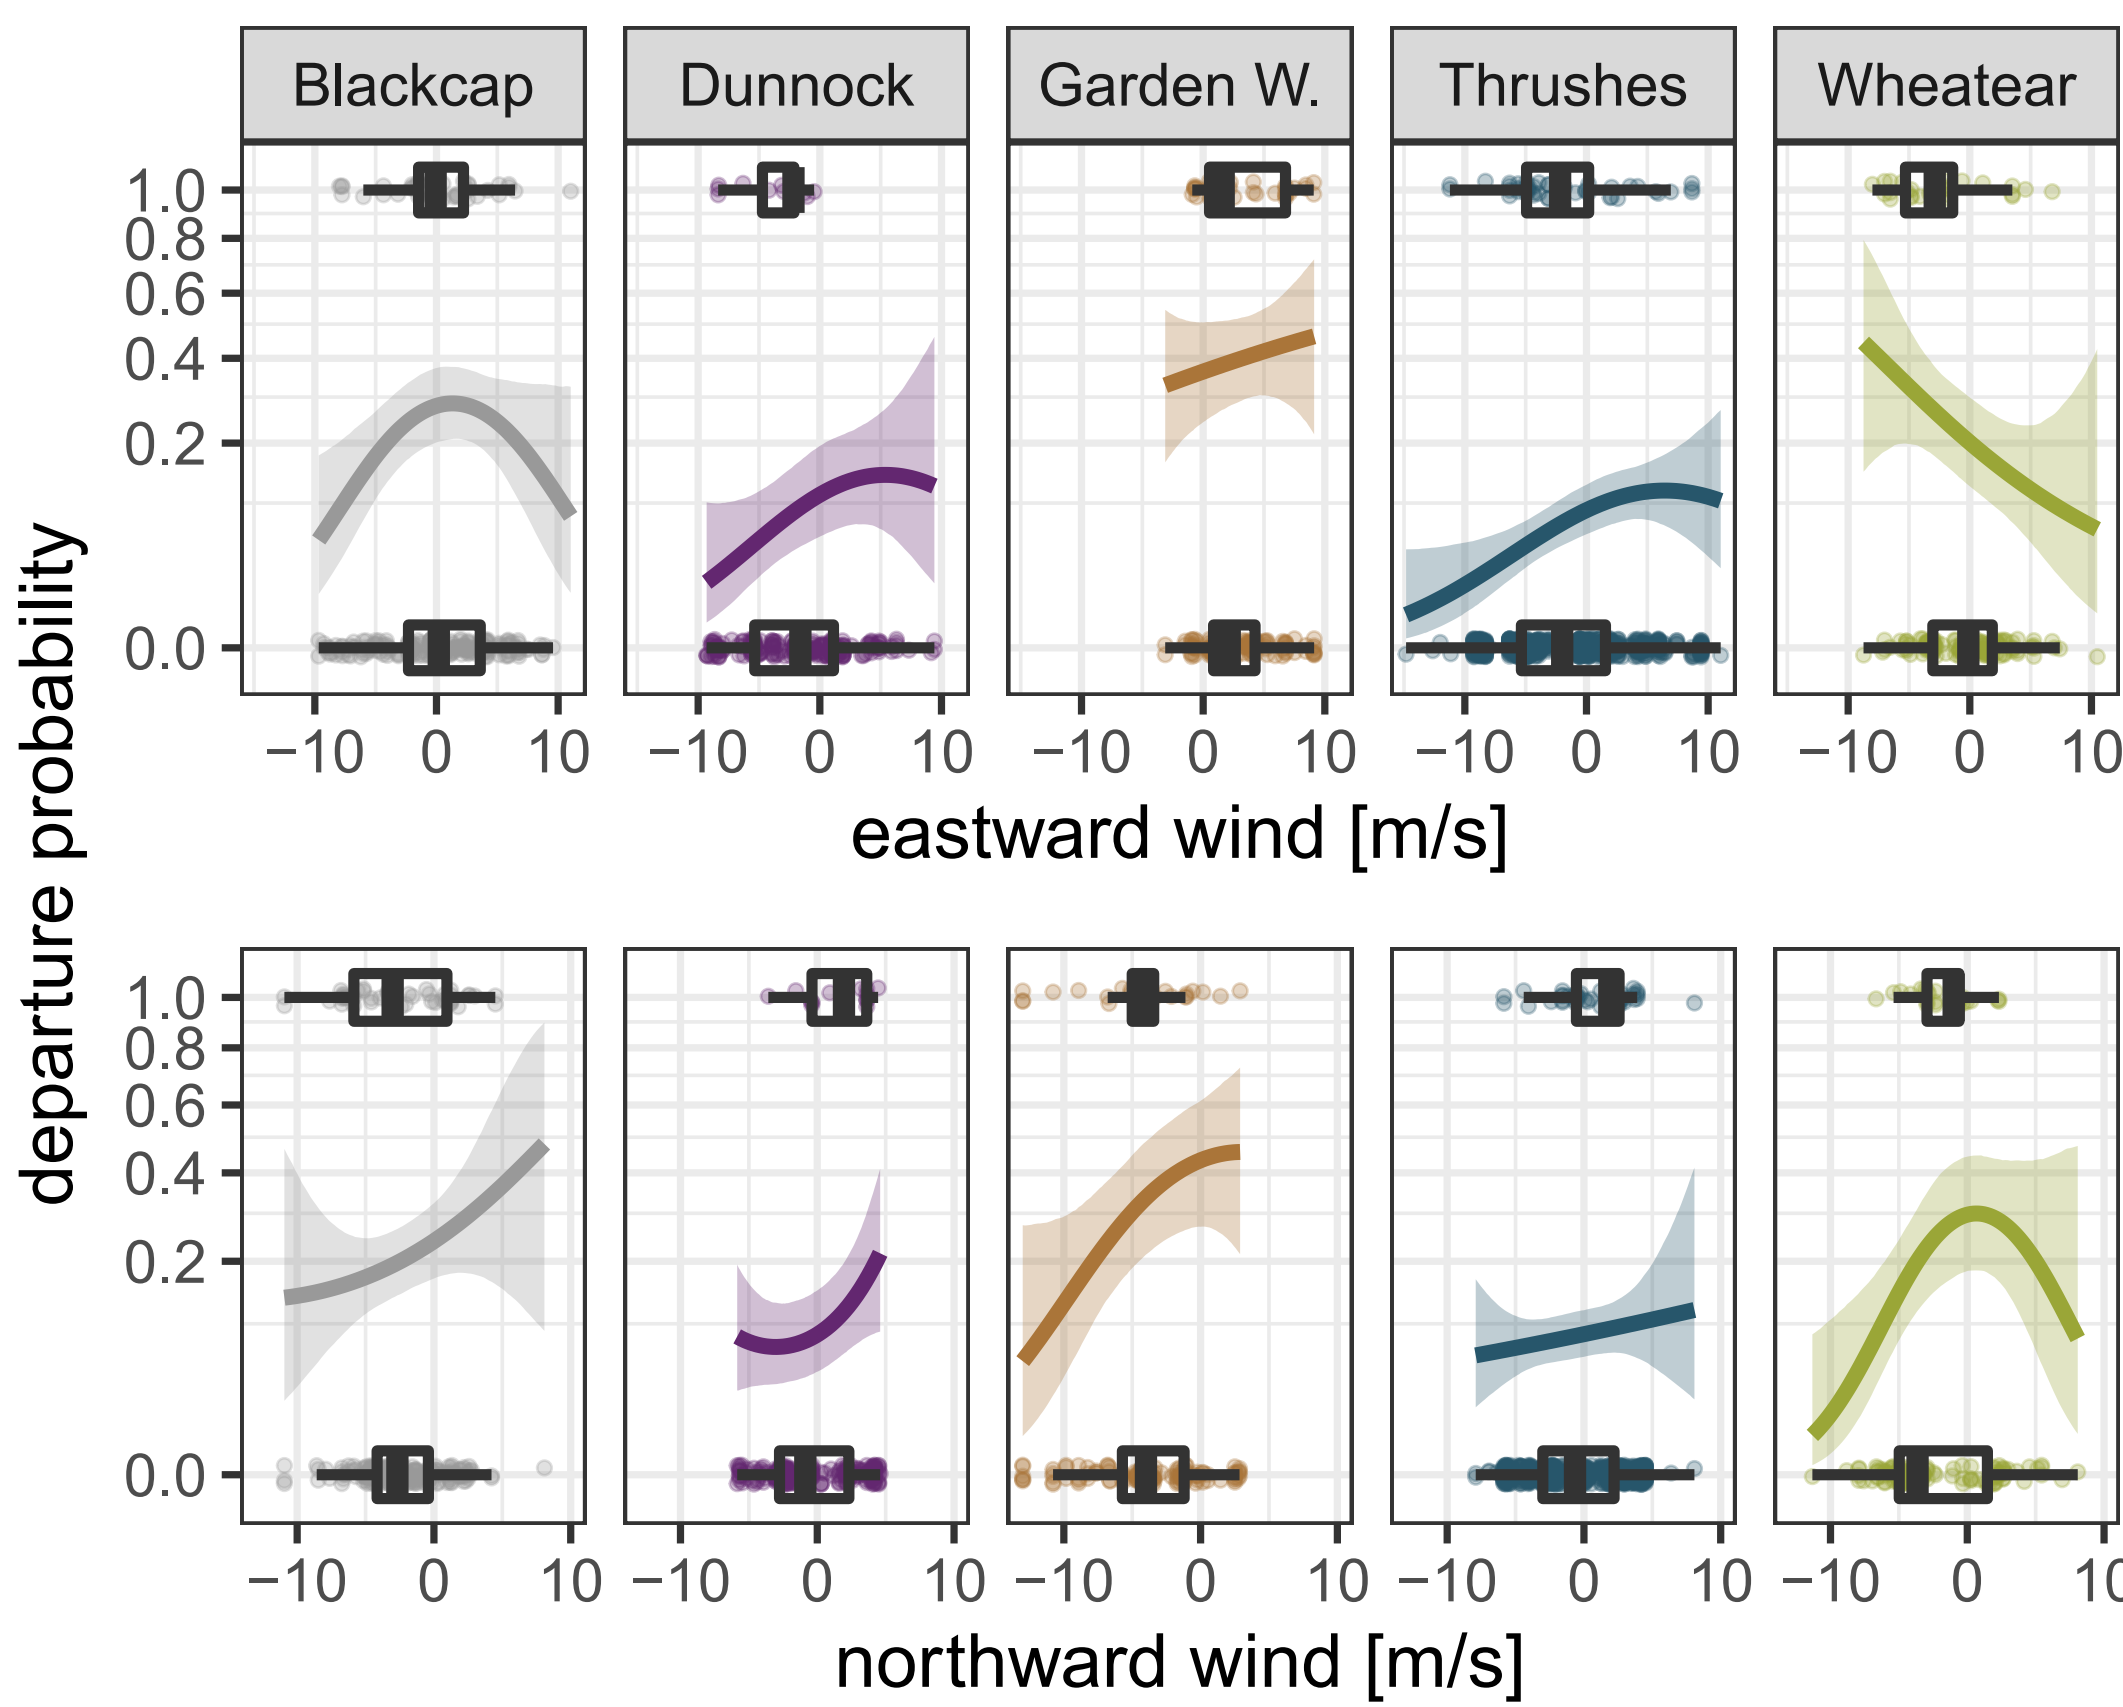 Blackcap Dunnock Garden W. Thrushes Wheatear
1.0
0.8
0.6
0.4
0.2
0.0
−10 0 10 −10 0 10 −10 0 10 −10 0 10 −10 0 10
eastward wind [m/s]
departure probability
1.0
0.8
0.6
0.4
0.2
0.0
−10 0 10 −10 0 10 −10 0 10 −10 0 10 −10 0 10
northward wind [m/s]